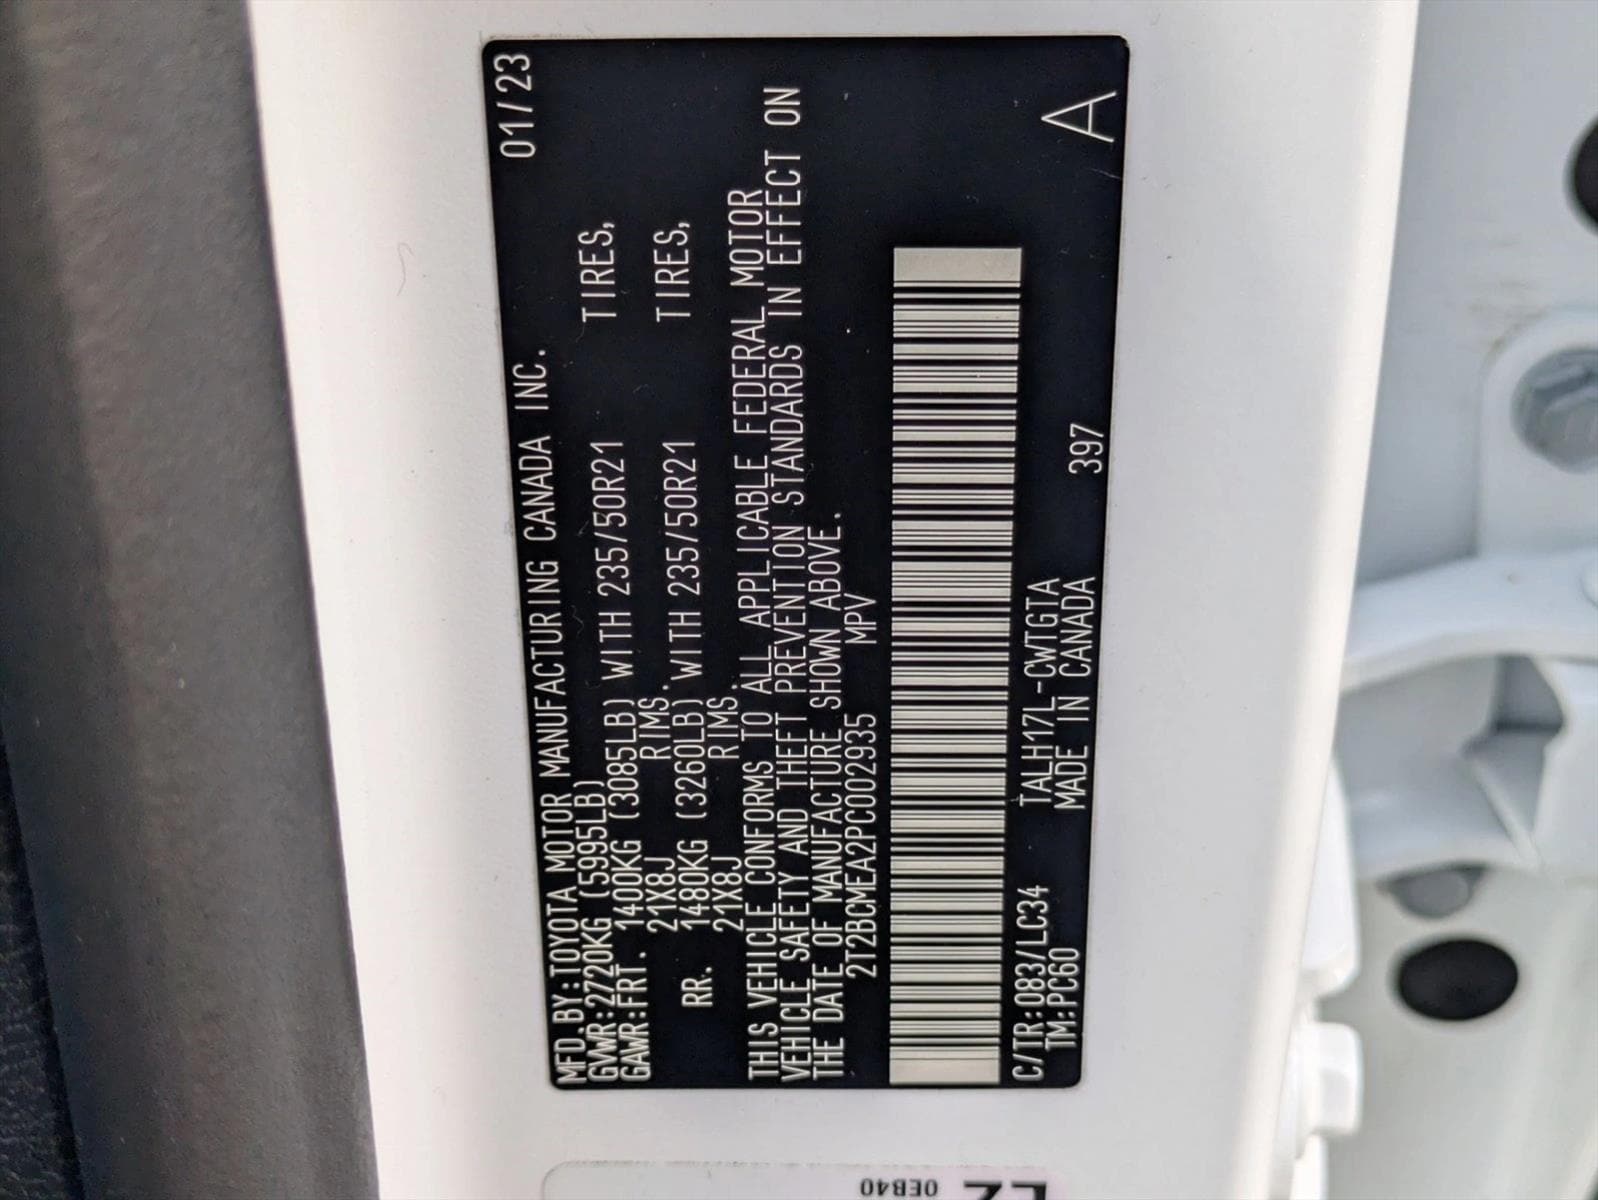 MFD.BY:TOYOTA MOTOR MANUFACTURING CANADA INC. 01/23
GVWR:2720KG (5995LB)
GAWR:FRT. 1400KG (3085LB) WITH 235/50R21 TIRES,
21X8J RIMS.
RR. 1480KG (3260LB) WITH 235/50R21 TIRES,
21X8J RIMS.
THIS VEHICLE CONFORMS TO ALL APPLICABLE FEDERAL MOTOR
VEHICLE SAFETY AND THEFT PREVENTION STANDARDS IN EFFECT ON
THE DATE OF MANUFACTURE SHOWN ABOVE.
2T2BCMEA2PC002935 MPV
C/TR:083/LC34 TALH17L-CWTGTA 397 A
TM:PC60 MADE IN CANADA
0EB40